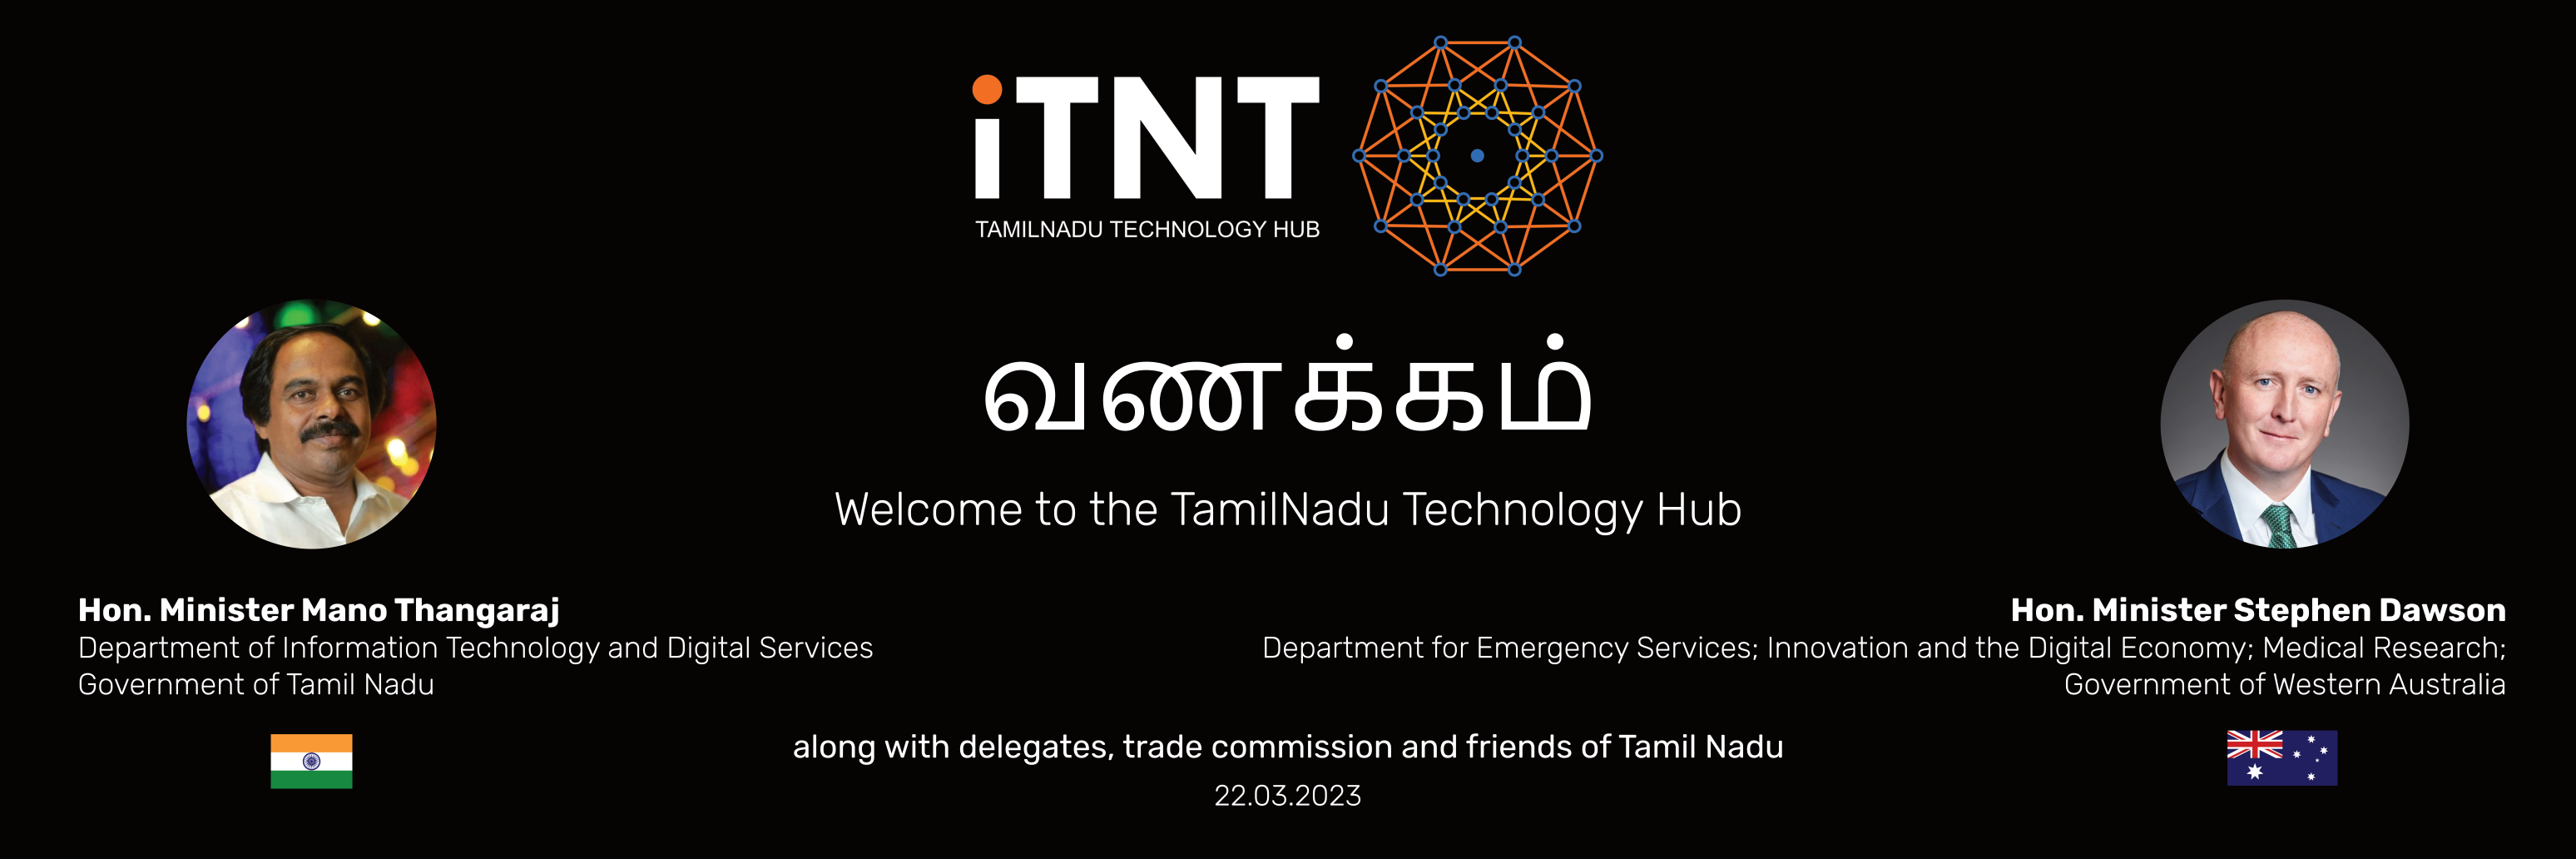 iTNT
TAMILNADU TECHNOLOGY HUB
வணக்கம்
Welcome to the TamilNadu Technology Hub
Hon. Minister Mano Thangaraj
Department of Information Technology and Digital Services
Government of Tamil Nadu
Hon. Minister Stephen Dawson
Department for Emergency Services; Innovation and the Digital Economy; Medical Research;
Government of Western Australia
along with delegates, trade commission and friends of Tamil Nadu
22.03.2023